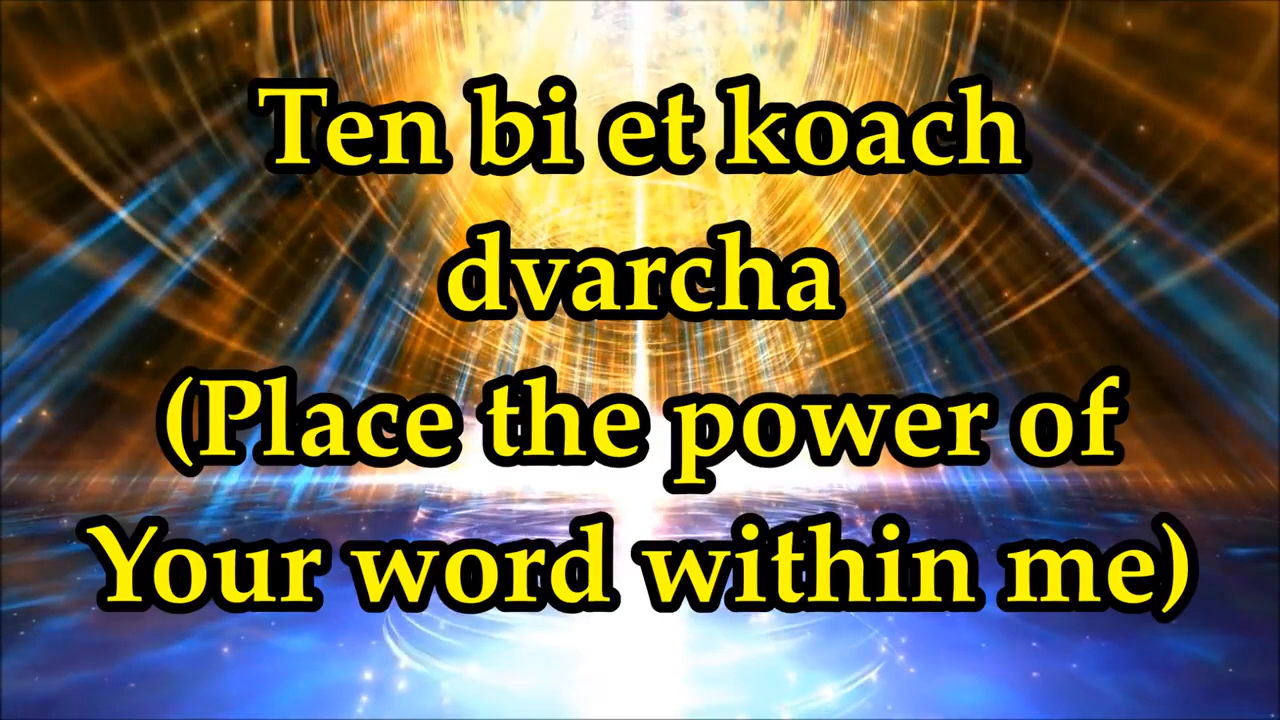 Ten bi et koach
dvarcha
(Place the power of
Your word within me)